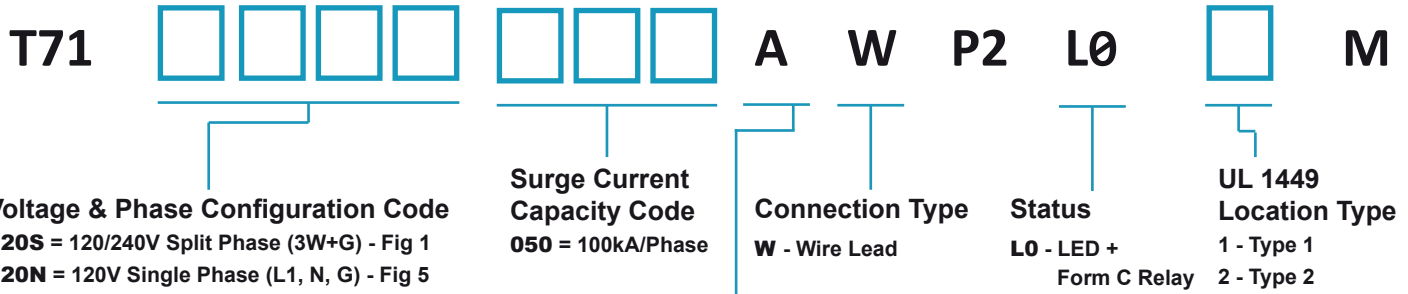 T71 A W P2 L0 M
Voltage & Phase Configuration Code
20S = 120/240V Split Phase (3W+G) - Fig 1
20N = 120V Single Phase (L1, N, G) - Fig 5
Surge Current
Capacity Code
050 = 100kA/Phase
Connection Type
W - Wire Lead
Status
L0 - LED +
Form C Relay
UL 1449
Location Type
1 - Type 1
2 - Type 2